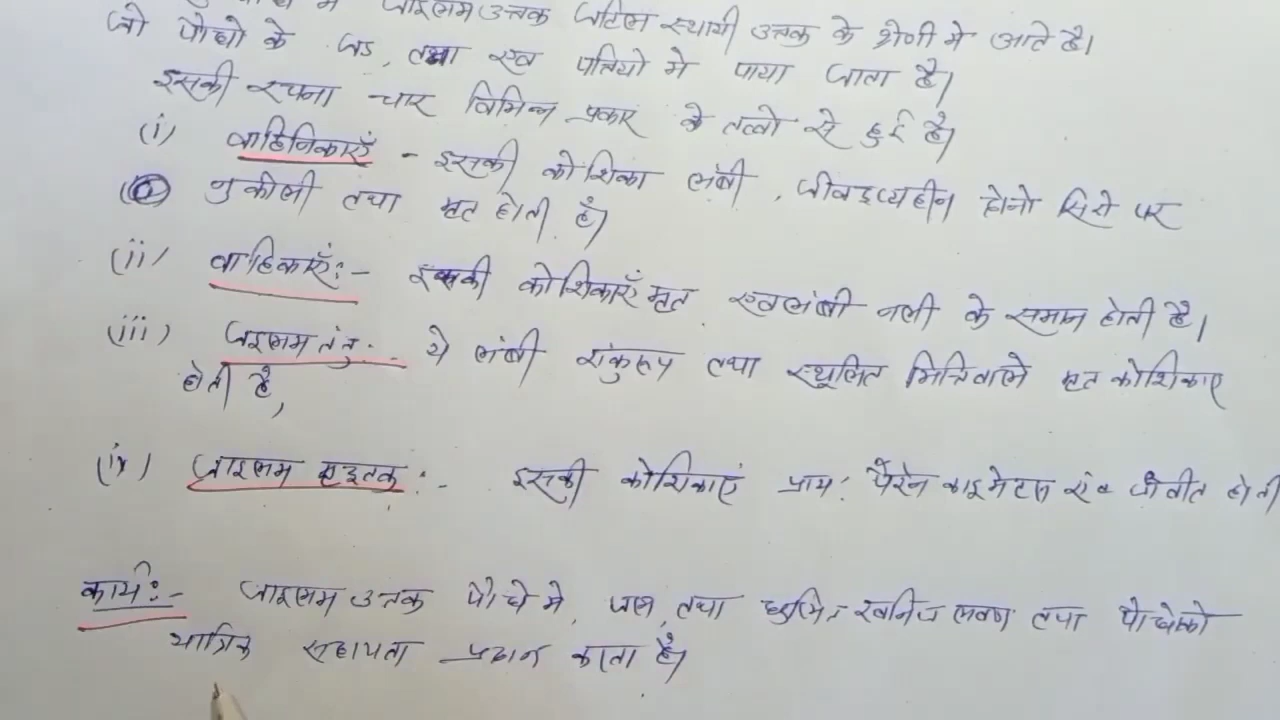 में जाइलम उत्तक जटिल स्थायी उत्तक के श्रेणी मे आते है।
जो पौधो के जड, तथा एव पत्तियो मे पाया जाता है।
इसकी रचना चार विभिन्न प्रकार के तत्वो से हुई है।
(i) वाहिनिकाएँ - इसकी कोशिका लंबी, जीवद्रव्यहीन दोनो सिरो पर
नुकीली तथा मृत होती है।
(ii) वाहिकाएँ:- इसकी कोशिकाएँ मृत एव लंबी नली के समान होती है।
(iii) जाइलम तंतु:- ये लंबी शंकुरूप तथा स्थूलित भित्तिवाले मृत कोशिकाए
होती है,
(iv) जाइलम मृदुतक:- इसकी कोशिकाएं प्राय: पैरेनकाइमेटस एंव जीवीत होती
कार्य:- जाइलम उत्तक पौधे मे, जल, तथा घुलित खनिज लवण तथा पौधेको
यात्रिक सहायता प्रदान करता है।